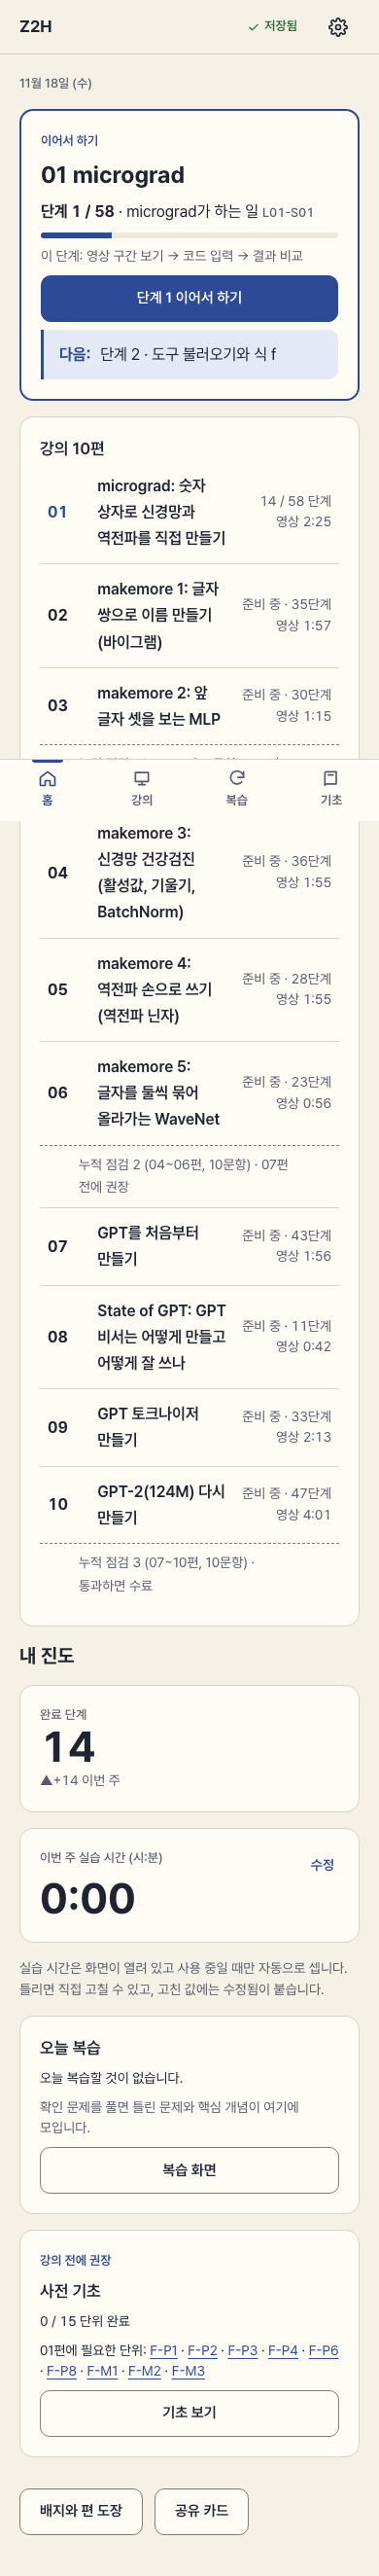 Z2H
✓ 저장됨
11월 18일 (수)
이어서 하기
01 micrograd
단계 1 / 58 · micrograd가 하는 일 L01-S01
이 단계: 영상 구간 보기 → 코드 입력 → 결과 비교
단계 1 이어서 하기
다음: 단계 2 · 도구 불러오기와 식 f
강의 10편
01
micrograd: 숫자
상자로 신경망과
역전파를 직접 만들기
14 / 58 단계
영상 2:25
02
makemore 1: 글자
쌍으로 이름 만들기
(바이그램)
준비 중 · 35단계
영상 1:57
03
makemore 2: 앞
글자 셋을 보는 MLP
준비 중 · 30단계
영상 1:15
홈
강의
복습
기초
04
makemore 3:
신경망 건강검진
(활성값, 기울기,
BatchNorm)
준비 중 · 36단계
영상 1:55
05
makemore 4:
역전파 손으로 쓰기
(역전파 닌자)
준비 중 · 28단계
영상 1:55
06
makemore 5:
글자를 둘씩 묶어
올라가는 WaveNet
준비 중 · 23단계
영상 0:56
누적 점검 2 (04~06편, 10문항) · 07편
전에 권장
07
GPT를 처음부터
만들기
준비 중 · 43단계
영상 1:56
08
State of GPT: GPT
비서는 어떻게 만들고
어떻게 잘 쓰나
준비 중 · 11단계
영상 0:42
09
GPT 토크나이저
만들기
준비 중 · 33단계
영상 2:13
10
GPT-2(124M) 다시
만들기
준비 중 · 47단계
영상 4:01
누적 점검 3 (07~10편, 10문항) ·
통과하면 수료
내 진도
완료 단계
14
▲+14 이번 주
이번 주 실습 시간 (시:분)
수정
0:00
실습 시간은 화면이 열려 있고 사용 중일 때만 자동으로 셉니다.
틀리면 직접 고칠 수 있고, 고친 값에는 수정됨이 붙습니다.
오늘 복습
오늘 복습할 것이 없습니다.
확인 문제를 풀면 틀린 문제와 핵심 개념이 여기에
모입니다.
복습 화면
강의 전에 권장
사전 기초
0 / 15 단위 완료
01편에 필요한 단위: F-P1 · F-P2 · F-P3 · F-P4 · F-P6
· F-P8 · F-M1 · F-M2 · F-M3
기초 보기
배지와 편 도장
공유 카드